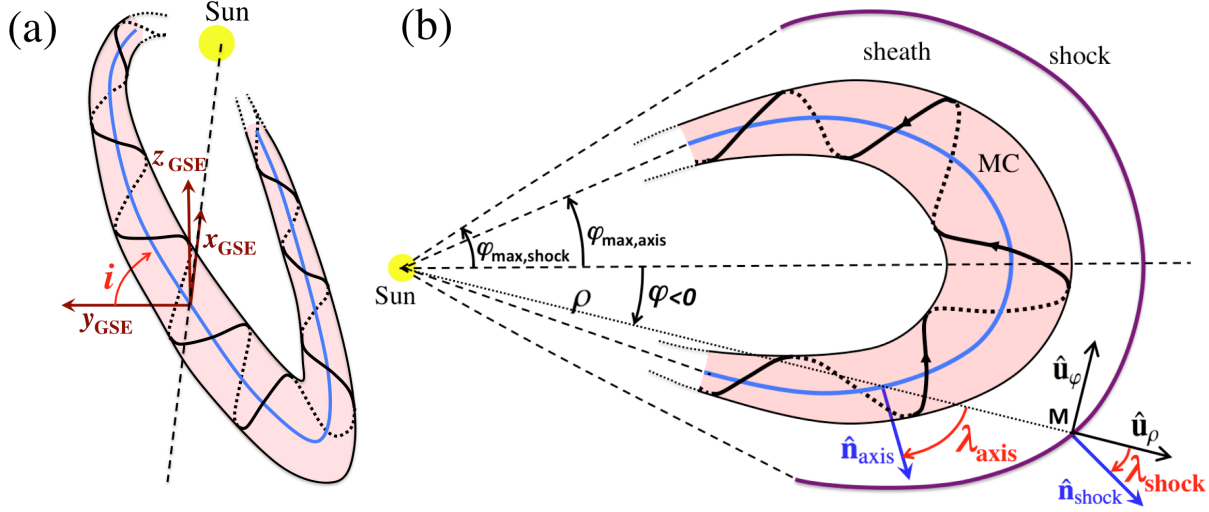 (a)
Sun
z_GSE
x_GSE
i
y_GSE
(b)
sheath
shock
MC
φ_max,axis
φ_max,shock
Sun
ρ
φ<0
û_φ
M
û_ρ
n̂_axis
λ_axis
λ_shock
n̂_shock